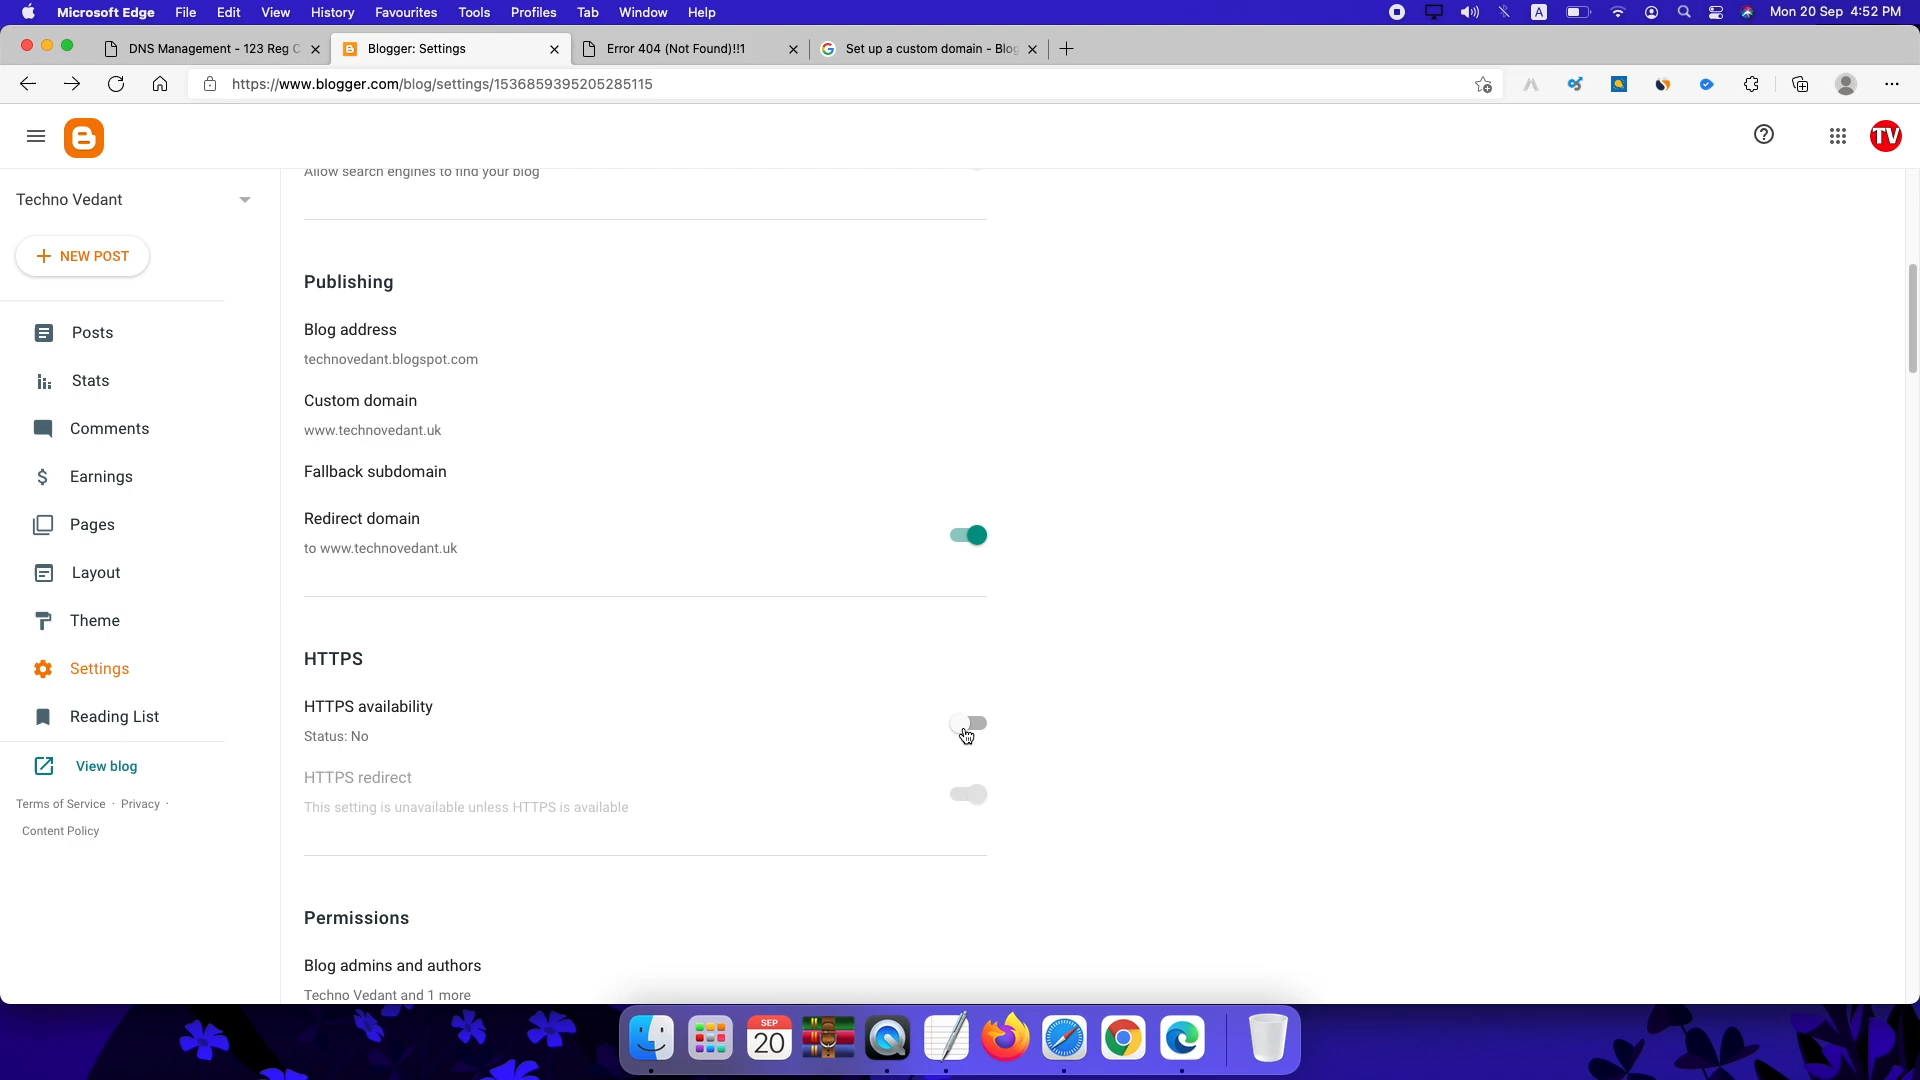 Microsoft Edge File Edit View History Favourites Tools Profiles Tab Window Help A Mon 20 Sep 4:52 PM
DNS Management - 123 Reg C Blogger: Settings Error 404 (Not Found)!!1 Set up a custom domain - Blog
https://www.blogger.com/blog/settings/1536859395205285115
TV
Allow search engines to find your blog
Techno Vedant
NEW POST
Posts
Stats
Comments
Earnings
Pages
Layout
Theme
Settings
Reading List
View blog
Terms of Service · Privacy ·
Content Policy
Publishing
Blog address
technovedant.blogspot.com
Custom domain
www.technovedant.uk
Fallback subdomain
Redirect domain
to www.technovedant.uk
HTTPS
HTTPS availability
Status: No
HTTPS redirect
This setting is unavailable unless HTTPS is available
Permissions
Blog admins and authors
Techno Vedant and 1 more
SEP
20